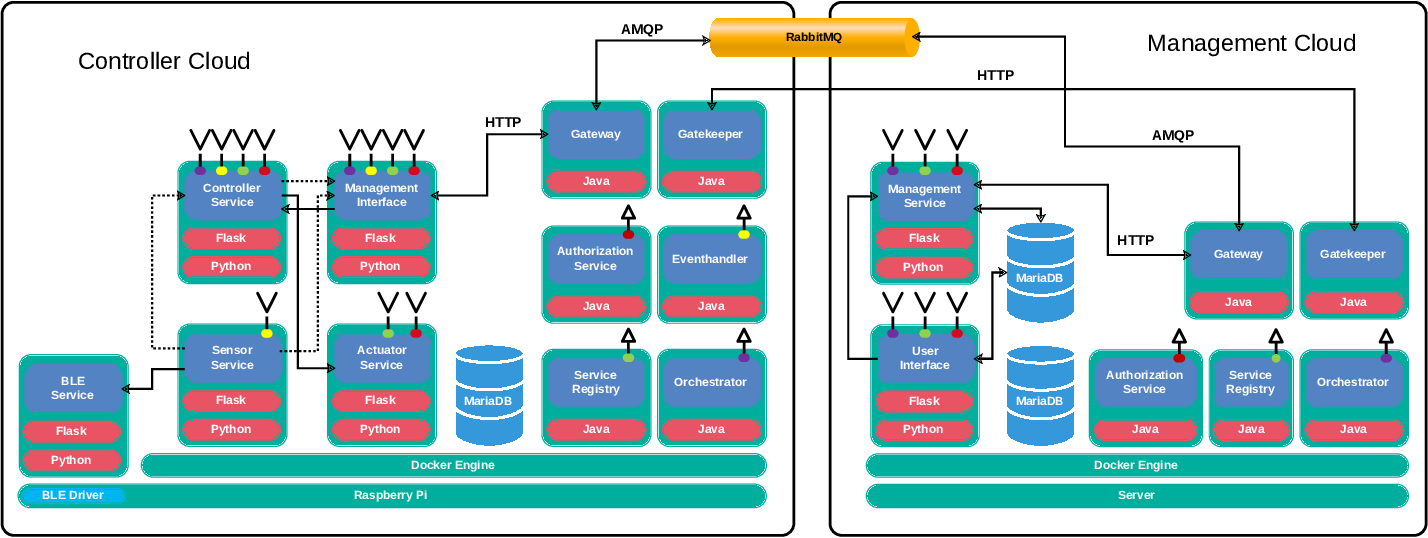 Controller Cloud
AMQP
RabbitMQ
Management Cloud
HTTP
HTTP
Gateway
Java
Gatekeeper
Java
AMQP
Controller
Service
Flask
Python
Management
Interface
Flask
Python
Authorization
Service
Java
Eventhandler
Java
Sensor
Service
Flask
Python
Actuator
Service
Flask
Python
BLE
Service
Flask
Python
MariaDB
Service
Registry
Java
Orchestrator
Java
Docker Engine
BLE Driver
Raspberry Pi
Management
Service
Flask
Python
MariaDB
HTTP
Gateway
Java
Gatekeeper
Java
User
Interface
Flask
Python
MariaDB
Authorization
Service
Java
Service
Registry
Java
Orchestrator
Java
Docker Engine
Server